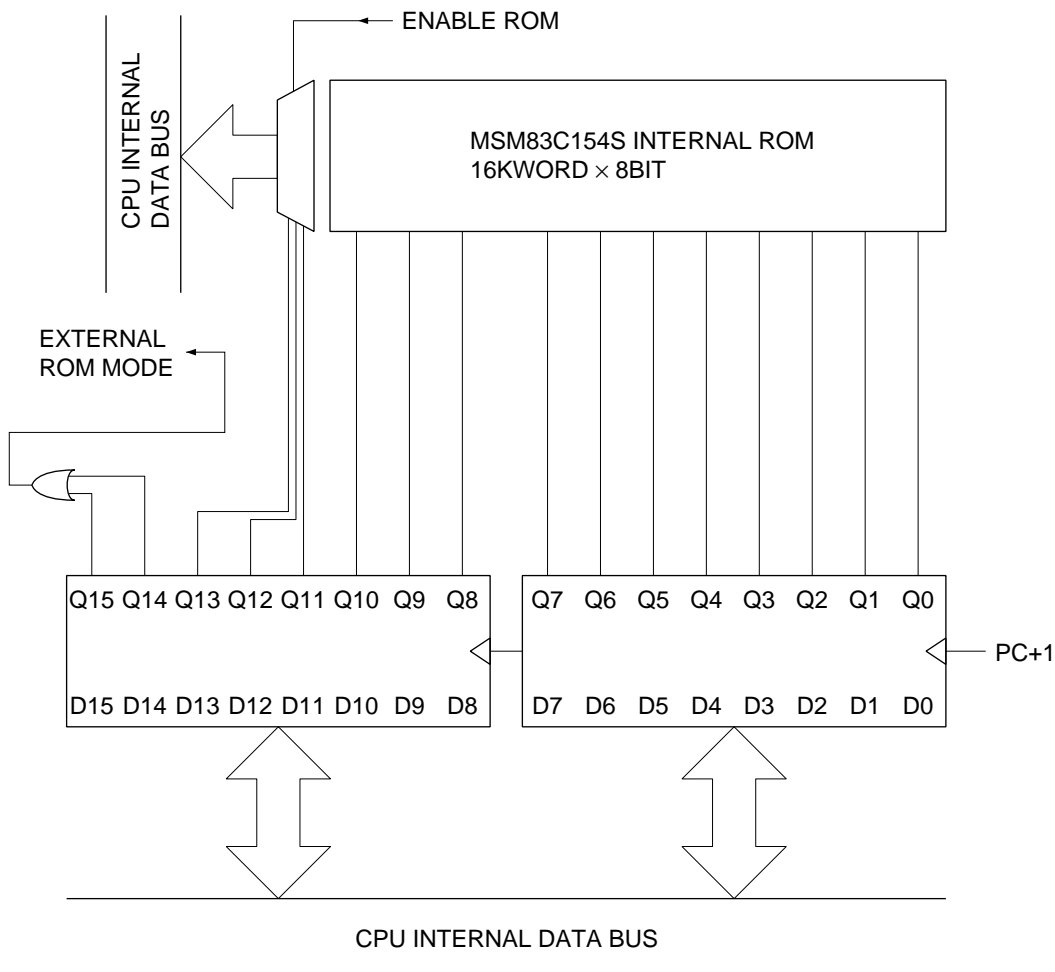 ENABLE ROM
CPU INTERNAL
DATA BUS
MSM83C154S INTERNAL ROM
16KWORD × 8BIT
EXTERNAL
ROM MODE
Q15 Q14 Q13 Q12 Q11 Q10 Q9 Q8
Q7 Q6 Q5 Q4 Q3 Q2 Q1 Q0
PC+1
D15 D14 D13 D12 D11 D10 D9 D8
D7 D6 D5 D4 D3 D2 D1 D0
CPU INTERNAL DATA BUS